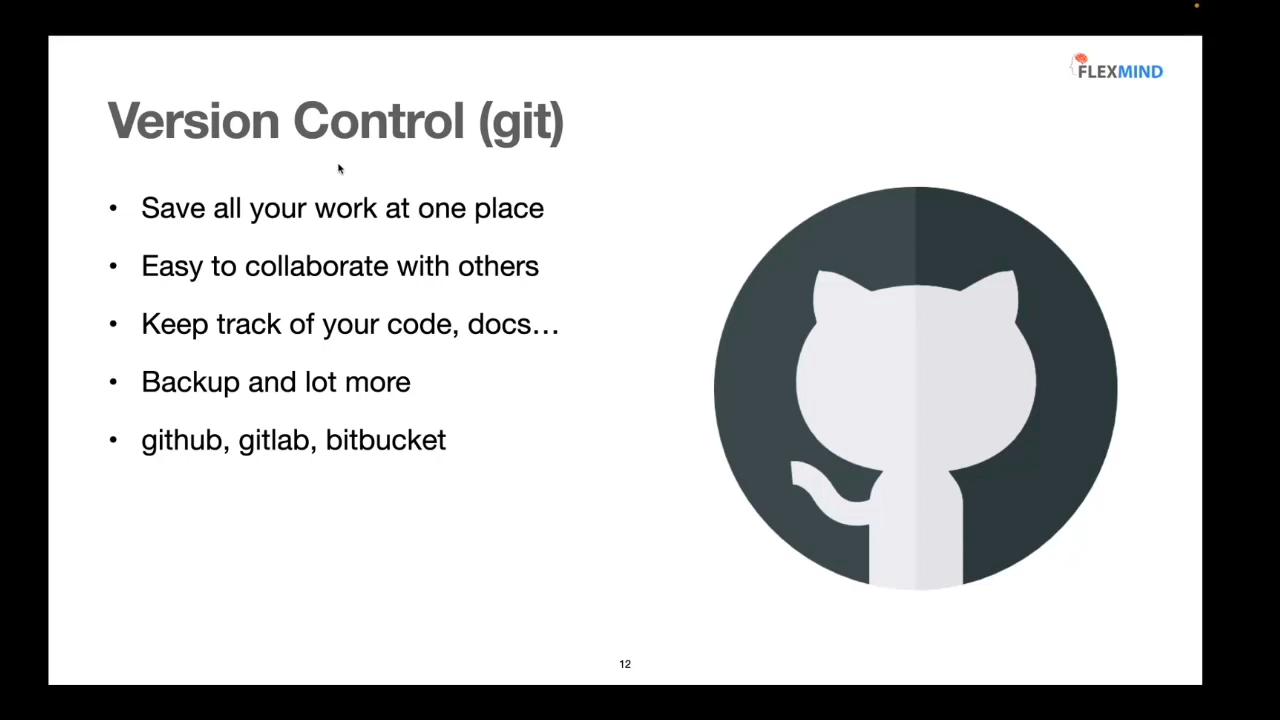 FLEXMIND
Version Control (git)
• Save all your work at one place
• Easy to collaborate with others
• Keep track of your code, docs…
• Backup and lot more
• github, gitlab, bitbucket
12